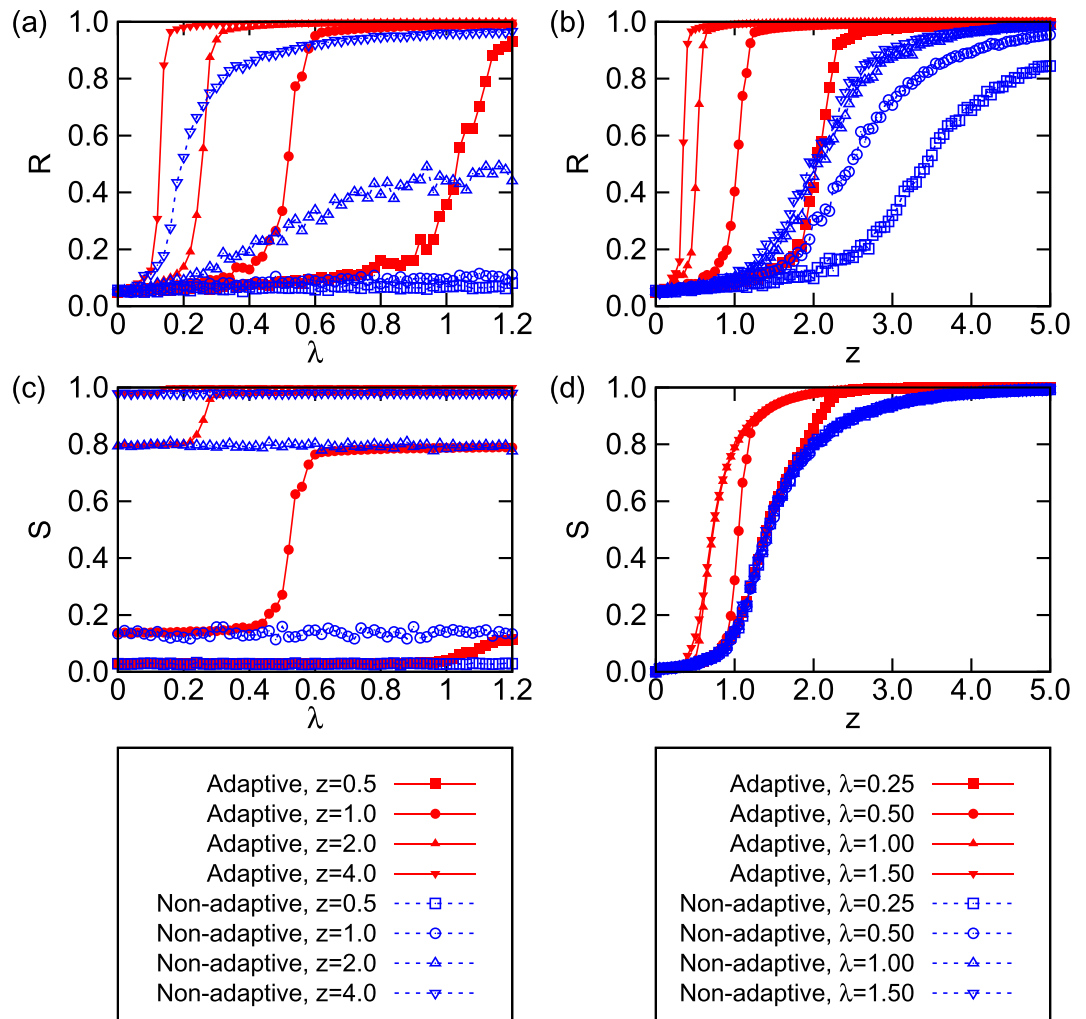 (a)
1.0
0.8
0.6
0.4
0.2
0.0
R
0 0.2 0.4 0.6 0.8 1 1.2
λ
(b)
1.0
0.8
0.6
0.4
0.2
0.0
R
0 1.0 2.0 3.0 4.0 5.0
z
(c)
1.0
0.8
0.6
0.4
0.2
0.0
S
0 0.2 0.4 0.6 0.8 1 1.2
λ
(d)
1.0
0.8
0.6
0.4
0.2
0.0
S
0 1.0 2.0 3.0 4.0 5.0
z
Adaptive, z=0.5
Adaptive, z=1.0
Adaptive, z=2.0
Adaptive, z=4.0
Non-adaptive, z=0.5
Non-adaptive, z=1.0
Non-adaptive, z=2.0
Non-adaptive, z=4.0
Adaptive, λ=0.25
Adaptive, λ=0.50
Adaptive, λ=1.00
Adaptive, λ=1.50
Non-adaptive, λ=0.25
Non-adaptive, λ=0.50
Non-adaptive, λ=1.00
Non-adaptive, λ=1.50